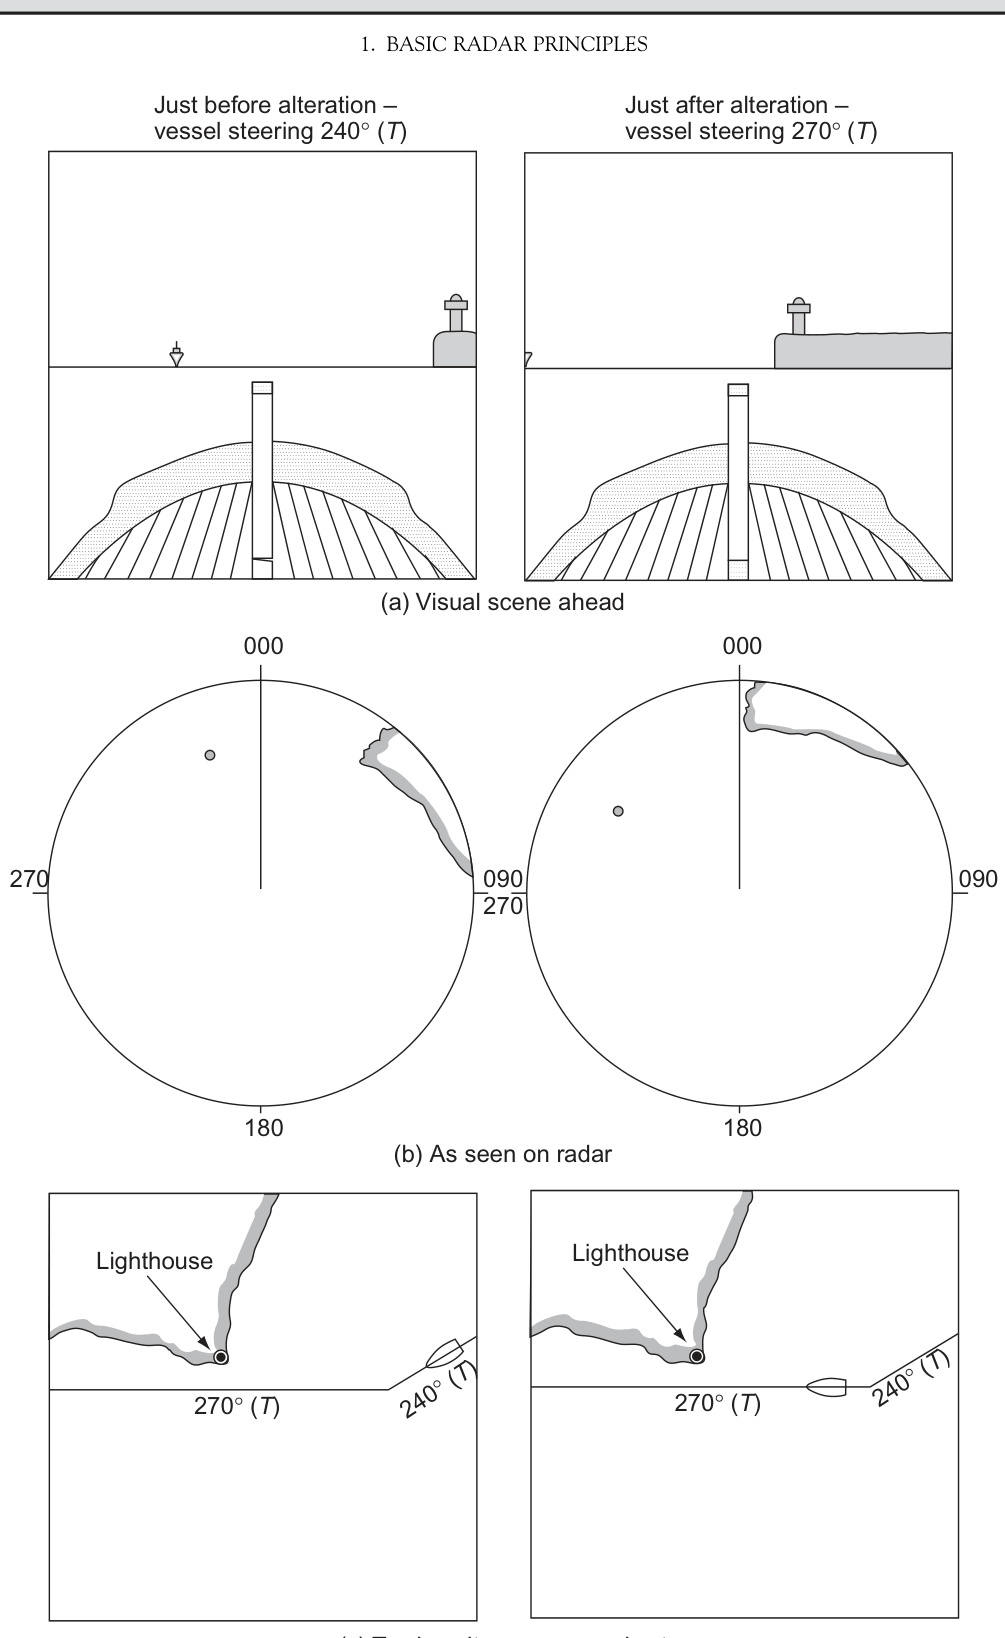 1. BASIC RADAR PRINCIPLES
Just before alteration –
vessel steering 240° (T)
Just after alteration –
vessel steering 270° (T)
(a) Visual scene ahead
000
000
270
090
270
090
180
180
(b) As seen on radar
Lighthouse
270° (T)
240° (T)
Lighthouse
270° (T)
240° (T)